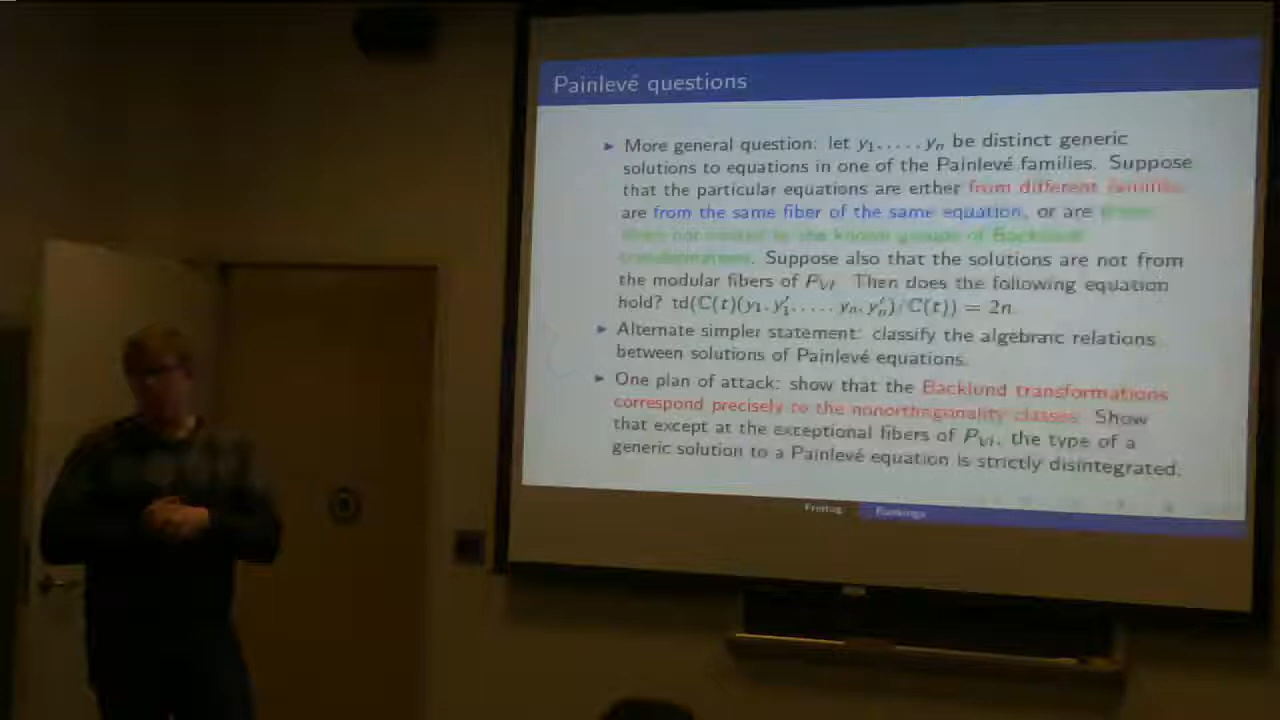 Painlevé questions
► More general question: let y₁, . . . , yₙ be distinct generic
solutions to equations in one of the Painlevé families. Suppose
that the particular equations are either from different families,
are from the same fiber of the same equation, or are
not related by the known groups of Backlund
transformations. Suppose also that the solutions are not from
the modular fibers of P_VI. Then does the following equation
hold? td(C(t)(y₁, y₁′, . . . , yₙ, yₙ′)/C(t)) = 2n
► Alternate simpler statement: classify the algebraic relations
between solutions of Painlevé equations.
► One plan of attack: show that the Backlund transformations
correspond precisely to the nonorthogonality classes. Show
that except at the exceptional fibers of P_VI, the type of a
generic solution to a Painlevé equation is strictly disintegrated.
Freitag Rankings